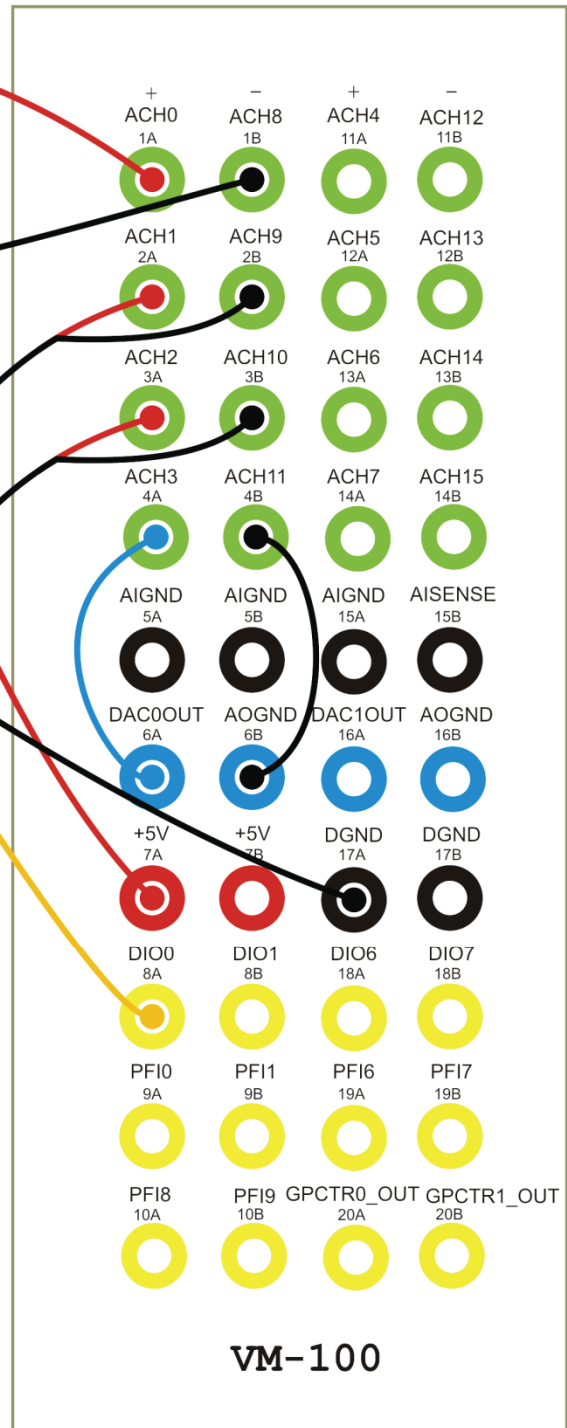 + - + -
ACH0 ACH8 ACH4 ACH12
1A 1B 11A 11B
ACH1 ACH9 ACH5 ACH13
2A 2B 12A 12B
ACH2 ACH10 ACH6 ACH14
3A 3B 13A 13B
ACH3 ACH11 ACH7 ACH15
4A 4B 14A 14B
AIGND AIGND AIGND AISENSE
5A 5B 15A 15B
DAC0OUT AOGND DAC1OUT AOGND
6A 6B 16A 16B
+5V +5V DGND DGND
7A 7B 17A 17B
DIO0 DIO1 DIO6 DIO7
8A 8B 18A 18B
PFI0 PFI1 PFI6 PFI7
9A 9B 19A 19B
PFI8 PFI9 GPCTR0_OUT GPCTR1_OUT
10A 10B 20A 20B
VM-100